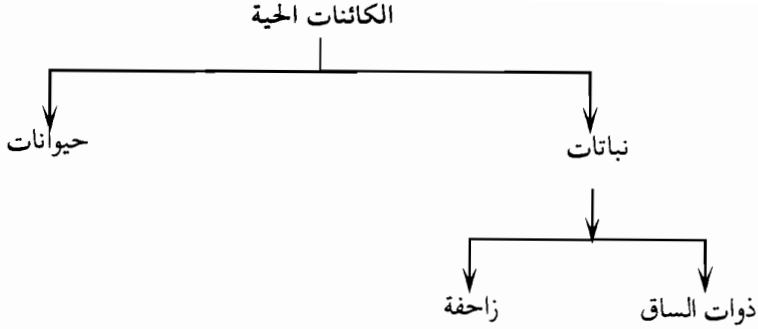 الكائنات الحية
نباتات
حيوانات
ذوات الساق
زاحفة